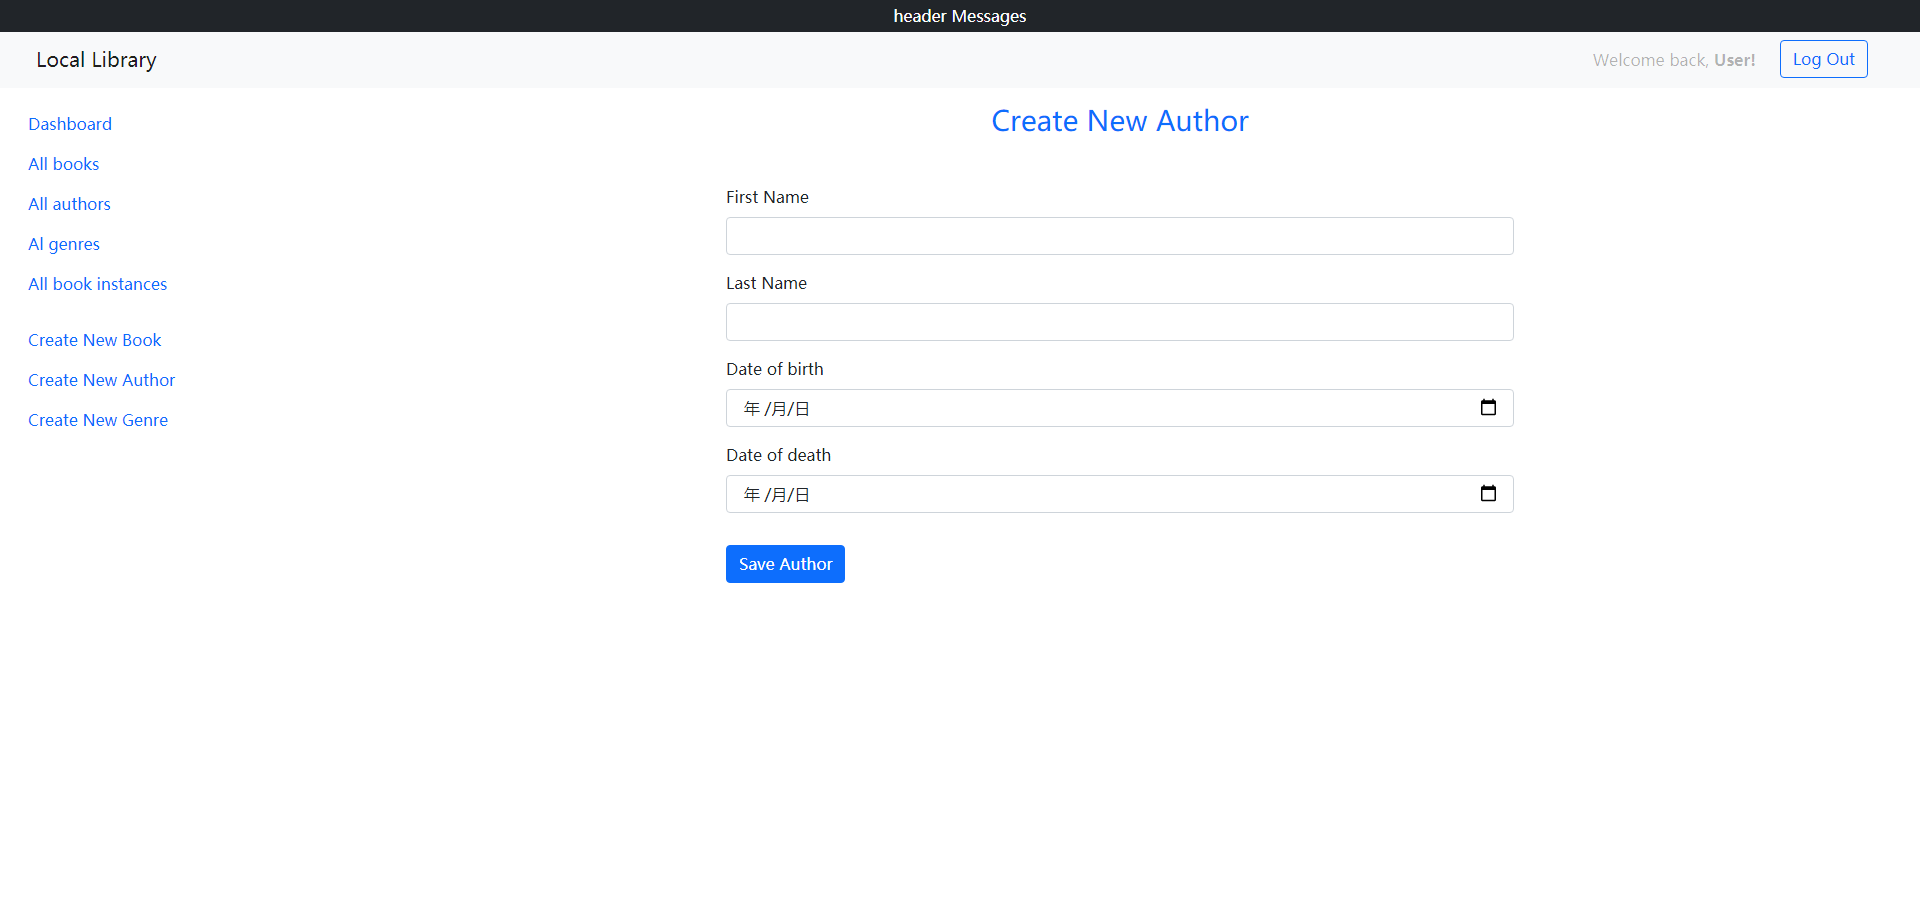 header Messages
Local Library
Welcome back, User!
Log Out
Dashboard
All books
All authors
Al genres
All book instances
Create New Book
Create New Author
Create New Genre
Create New Author
First Name
Last Name
Date of birth
年 /月/日
Date of death
年 /月/日
Save Author